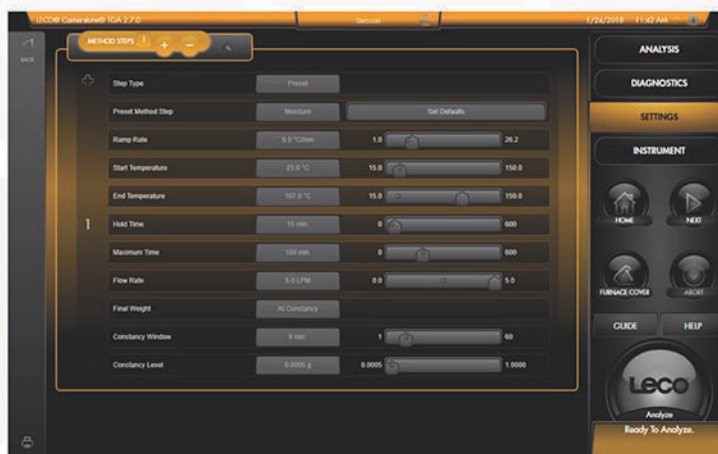 LECO® Cornerstone® TGA 2.7.0 Session 1/24/2018 11:42 AM
BACK
METHOD STEPS 1 + −
Step Type Preset
Preset Method Step Moisture Set Defaults
Ramp Rate 6.0 °C/min 1.0 26.2
Start Temperature 25.0 °C 15.0 150.0
End Temperature 107.0 °C 15.0 150.0
1 Hold Time 15 min. 0 600
Maximum Time 180 min. 0 600
Flow Rate 5.0 LPM 0.0 5.0
Final Weight At Constancy
Constancy Window 9 min 1 60
Constancy Level 0.0005 g 0.0005 1.0000
ANALYSIS
DIAGNOSTICS
SETTINGS
INSTRUMENT
HOME NEXT
FURNACE COVER ABORT
GUIDE HELP
LECO
Analyze
Ready To Analyze.